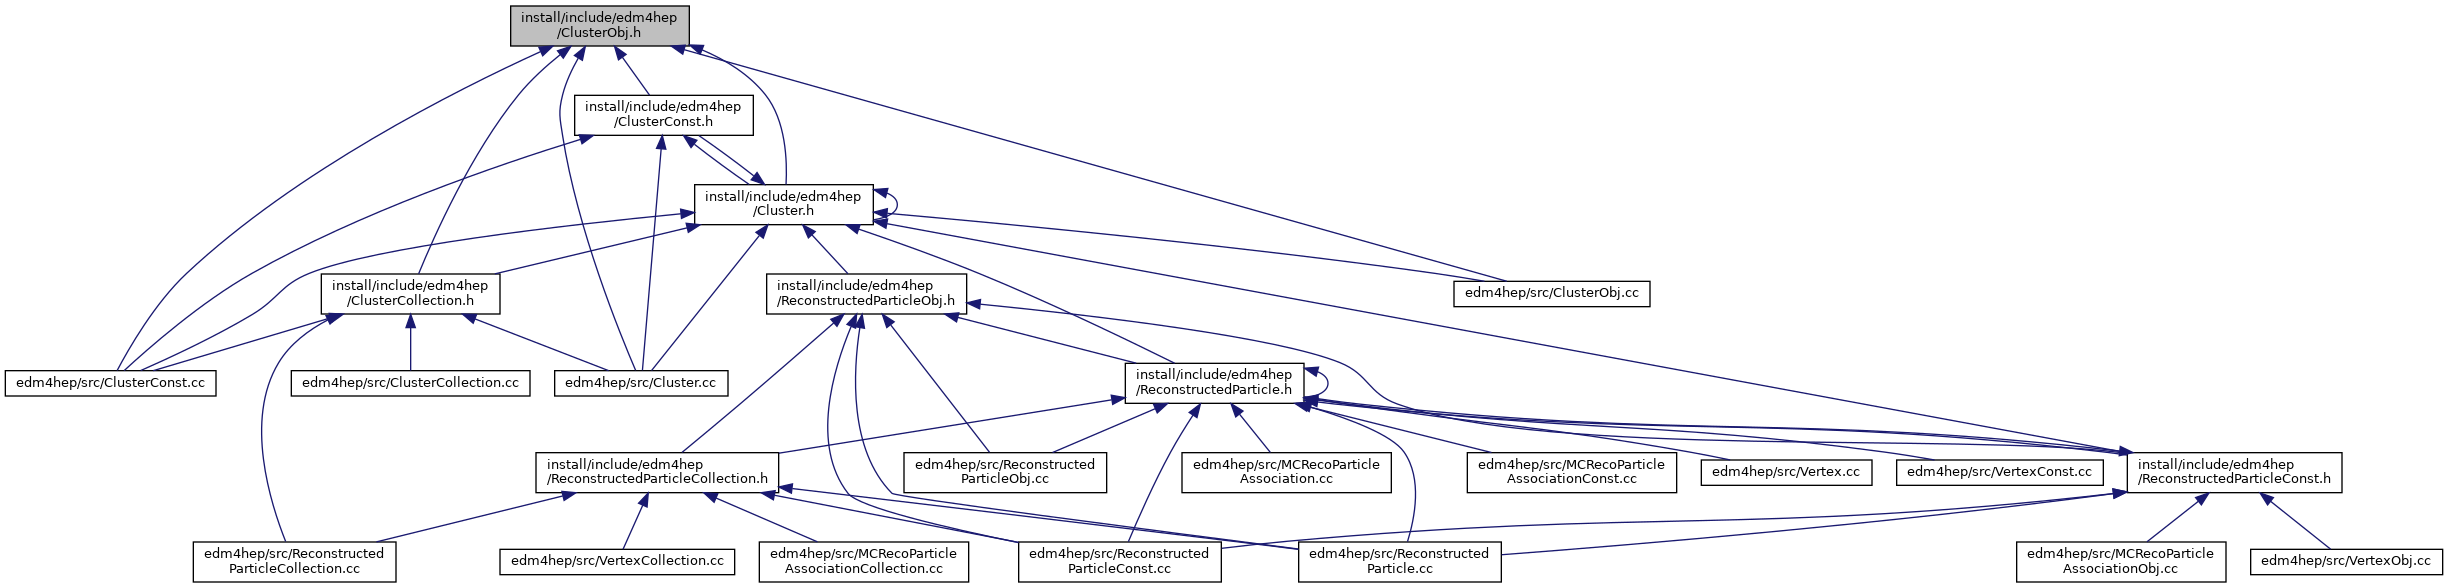 install/include/edm4hep
/ClusterObj.h
install/include/edm4hep
/ClusterConst.h
install/include/edm4hep
/Cluster.h
install/include/edm4hep
/ClusterCollection.h
install/include/edm4hep
/ReconstructedParticleObj.h
edm4hep/src/ClusterObj.cc
edm4hep/src/ClusterConst.cc
edm4hep/src/ClusterCollection.cc
edm4hep/src/Cluster.cc
install/include/edm4hep
/ReconstructedParticle.h
install/include/edm4hep
/ReconstructedParticleCollection.h
edm4hep/src/Reconstructed
ParticleObj.cc
edm4hep/src/MCRecoParticle
Association.cc
edm4hep/src/MCRecoParticle
AssociationConst.cc
edm4hep/src/Vertex.cc
edm4hep/src/VertexConst.cc
install/include/edm4hep
/ReconstructedParticleConst.h
edm4hep/src/Reconstructed
ParticleCollection.cc
edm4hep/src/VertexCollection.cc
edm4hep/src/MCRecoParticle
AssociationCollection.cc
edm4hep/src/Reconstructed
ParticleConst.cc
edm4hep/src/Reconstructed
Particle.cc
edm4hep/src/MCRecoParticle
AssociationObj.cc
edm4hep/src/VertexObj.cc